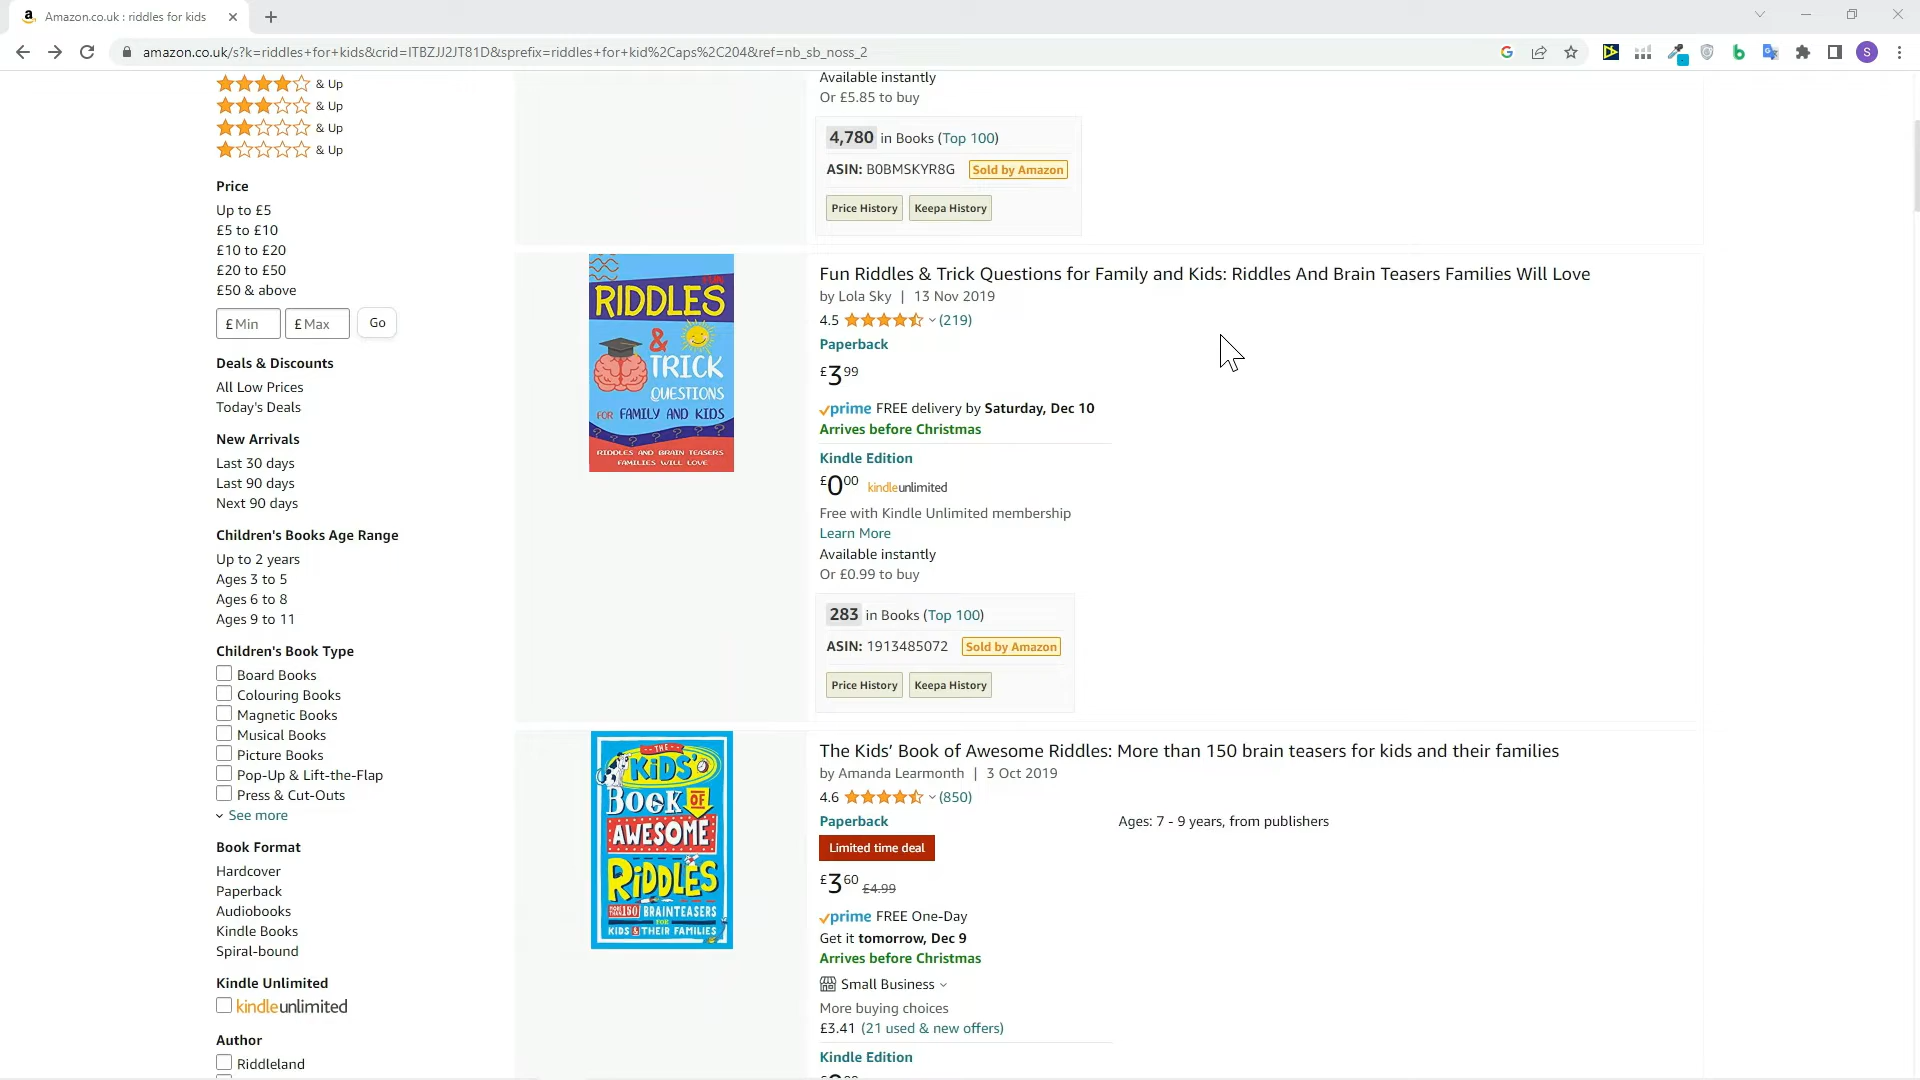 Amazon.co.uk : riddles for kids
amazon.co.uk/s?k=riddles+for+kids&crid=ITBZJJ2JT81D&sprefix=riddles+for+kid%2Caps%2C204&ref=nb_sb_noss_2
S
& Up
& Up
& Up
& Up
Price
Up to £5
£5 to £10
£10 to £20
£20 to £50
£50 & above
£ Min £ Max Go
Deals & Discounts
All Low Prices
Today's Deals
New Arrivals
Last 30 days
Last 90 days
Next 90 days
Children's Books Age Range
Up to 2 years
Ages 3 to 5
Ages 6 to 8
Ages 9 to 11
Children's Book Type
Board Books
Colouring Books
Magnetic Books
Musical Books
Picture Books
Pop-Up & Lift-the-Flap
Press & Cut-Outs
See more
Book Format
Hardcover
Paperback
Audiobooks
Kindle Books
Spiral-bound
Kindle Unlimited
kindleunlimited
Author
Riddleland
Available instantly
Or £5.85 to buy
4,780 in Books (Top 100)
ASIN: B0BMSKYR8G Sold by Amazon
Price History Keepa History
FUN
RIDDLES
&
TRICK
QUESTIONS
FOR FAMILY AND KIDS
RIDDLES AND BRAIN TEASERS
FAMILIES WILL LOVE
Fun Riddles & Trick Questions for Family and Kids: Riddles And Brain Teasers Families Will Love
by Lola Sky | 13 Nov 2019
4.5 (219)
Paperback
£3 99
prime FREE delivery by Saturday, Dec 10
Arrives before Christmas
Kindle Edition
£0 00 kindleunlimited
Free with Kindle Unlimited membership
Learn More
Available instantly
Or £0.99 to buy
283 in Books (Top 100)
ASIN: 1913485072 Sold by Amazon
Price History Keepa History
THE
KIDS'
BOOK OF
AWESOME
RIDDLES
MORE THAN 150 BRAINTEASERS
FOR
KIDS & THEIR FAMILIES
The Kids’ Book of Awesome Riddles: More than 150 brain teasers for kids and their families
by Amanda Learmonth | 3 Oct 2019
4.6 (850)
Paperback
Ages: 7 - 9 years, from publishers
Limited time deal
£3 60 £4.99
prime FREE One-Day
Get it tomorrow, Dec 9
Arrives before Christmas
Small Business
More buying choices
£3.41 (21 used & new offers)
Kindle Edition